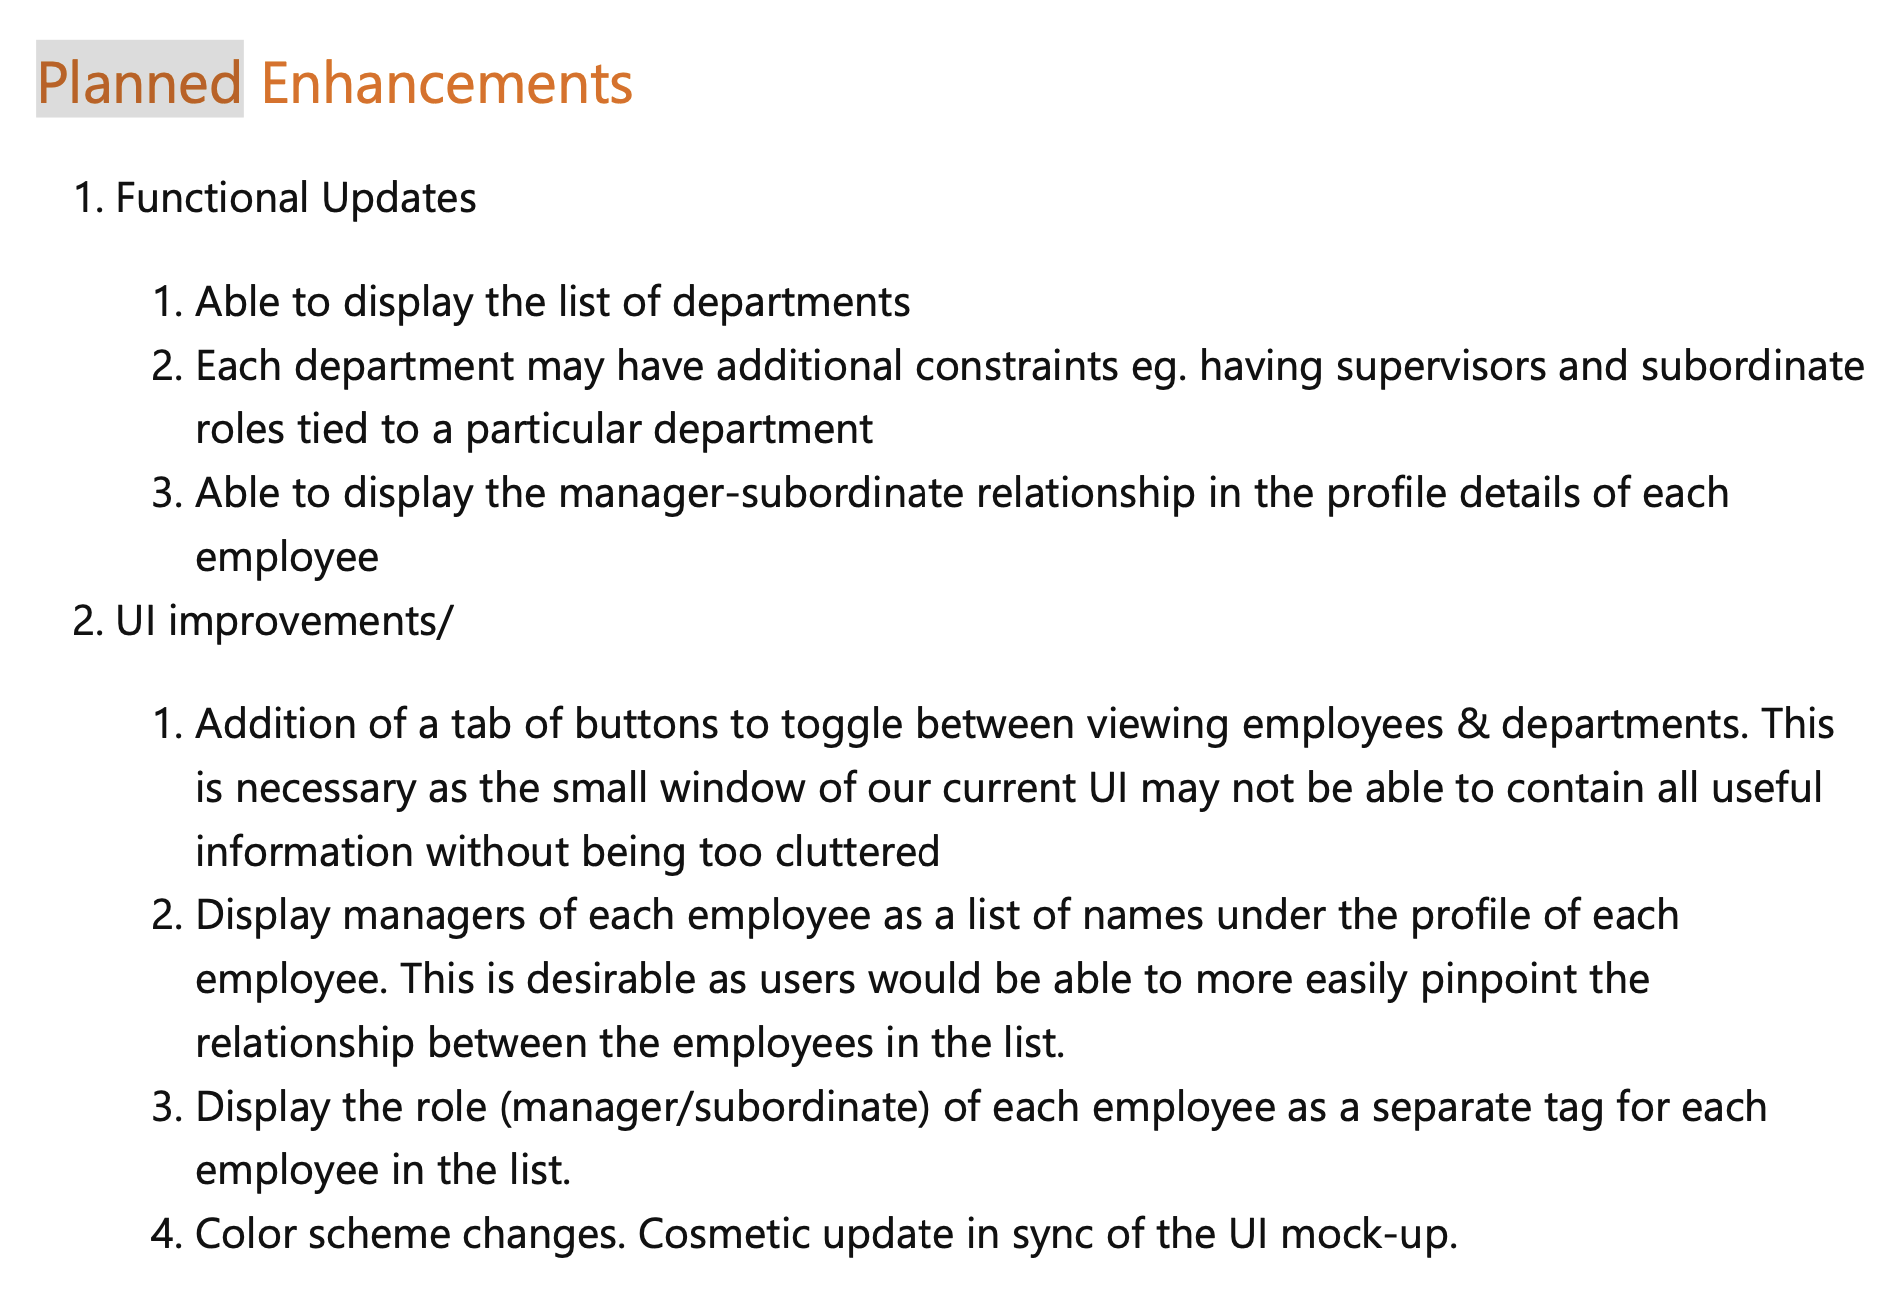 Planned Enhancements
1. Functional Updates
1. Able to display the list of departments
2. Each department may have additional constraints eg. having supervisors and subordinate
roles tied to a particular department
3. Able to display the manager-subordinate relationship in the profile details of each
employee
2. UI improvements/
1. Addition of a tab of buttons to toggle between viewing employees & departments. This
is necessary as the small window of our current UI may not be able to contain all useful
information without being too cluttered
2. Display managers of each employee as a list of names under the profile of each
employee. This is desirable as users would be able to more easily pinpoint the
relationship between the employees in the list.
3. Display the role (manager/subordinate) of each employee as a separate tag for each
employee in the list.
4. Color scheme changes. Cosmetic update in sync of the UI mock-up.